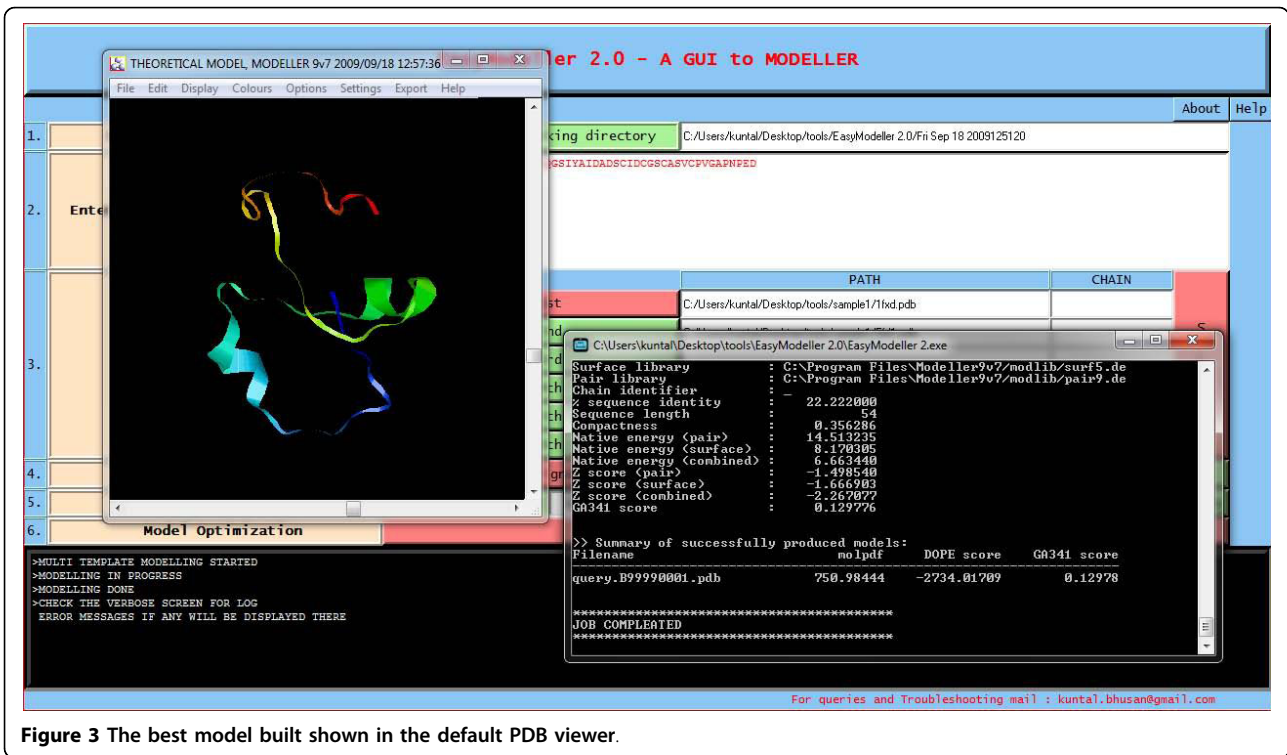 ler 2.0 - A GUI to MODELLER
THEORETICAL MODEL, MODELLER 9v7 2009/09/18 12:57:36
File Edit Display Colours Options Settings Export Help
About Help
1.
king directory C:/Users/kuntal/Desktop/tools/EasyModeller 2.0/Fri Sep 18 2009125120
GSIYAIDADSCIDCGSCASVCPVGAPNPED
2. Ente
PATH CHAIN
st C:/Users/kuntal/Desktop/tools/sample1/1fxd.pdb
nd
S
3.
C:\Users\kuntal\Desktop\tools\EasyModeller 2.0\EasyModeller 2.exe
Surface library : C:\Program Files\Modeller9v7/modlib/surf5.de
Pair library : C:\Program Files\Modeller9v7/modlib/pair9.de
Chain identifier : _
% sequence identity : 22.222000
Sequence length : 54
Compactness : 0.356286
Native energy (pair) : 14.513235
Native energy (surface) : 8.170305
Native energy (combined) : 6.663440
Z score (pair) : -1.498540
Z score (surface) : -1.666903
Z score (combined) : -2.267077
GA341 score : 0.129776
>> Summary of successfully produced models:
Filename molpdf DOPE score GA341 score
query.B99990001.pdb 750.98444 -2734.01709 0.12978
******************************************
JOB COMPLEATED
******************************************
4.
5.
6. Model Optimization
>MULTI TEMPLATE MODELLING STARTED
>MODELLING IN PROGRESS
>MODELLING DONE
>CHECK THE VERBOSE SCREEN FOR LOG
ERROR MESSAGES IF ANY WILL BE DISPLAYED THERE
For queries and Troubleshooting mail : kuntal.bhusan@gmail.com
Figure 3 The best model built shown in the default PDB viewer.